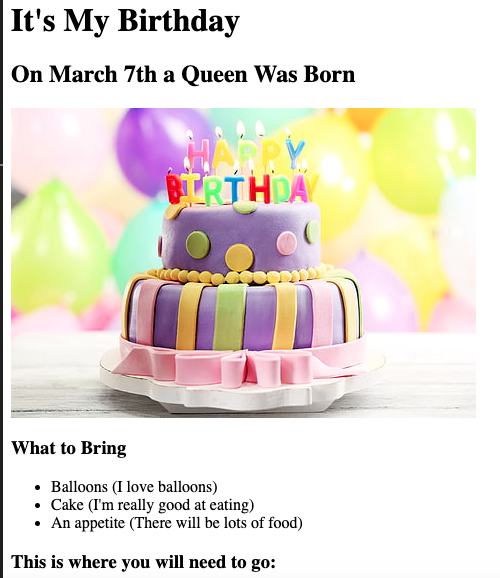 It's My Birthday
On March 7th a Queen Was Born
HAPPY
BIRTHDAY
What to Bring
Balloons (I love balloons)
Cake (I'm really good at eating)
An appetite (There will be lots of food)
This is where you will need to go: